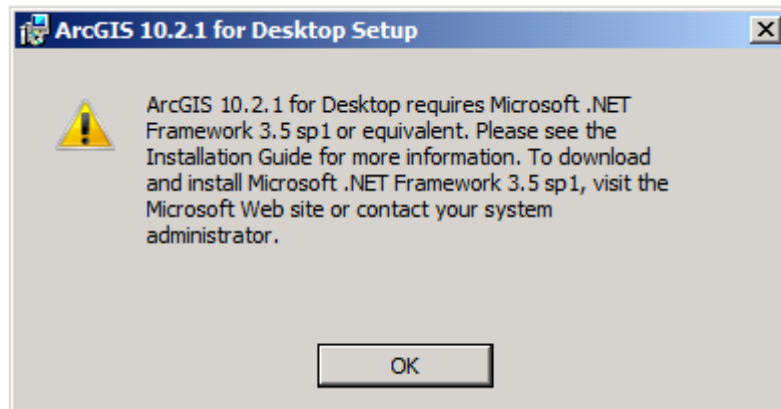 ArcGIS 10.2.1 for Desktop Setup
ArcGIS 10.2.1 for Desktop requires Microsoft .NET
Framework 3.5 sp1 or equivalent. Please see the
Installation Guide for more information. To download
and install Microsoft .NET Framework 3.5 sp1, visit the
Microsoft Web site or contact your system
administrator.
OK